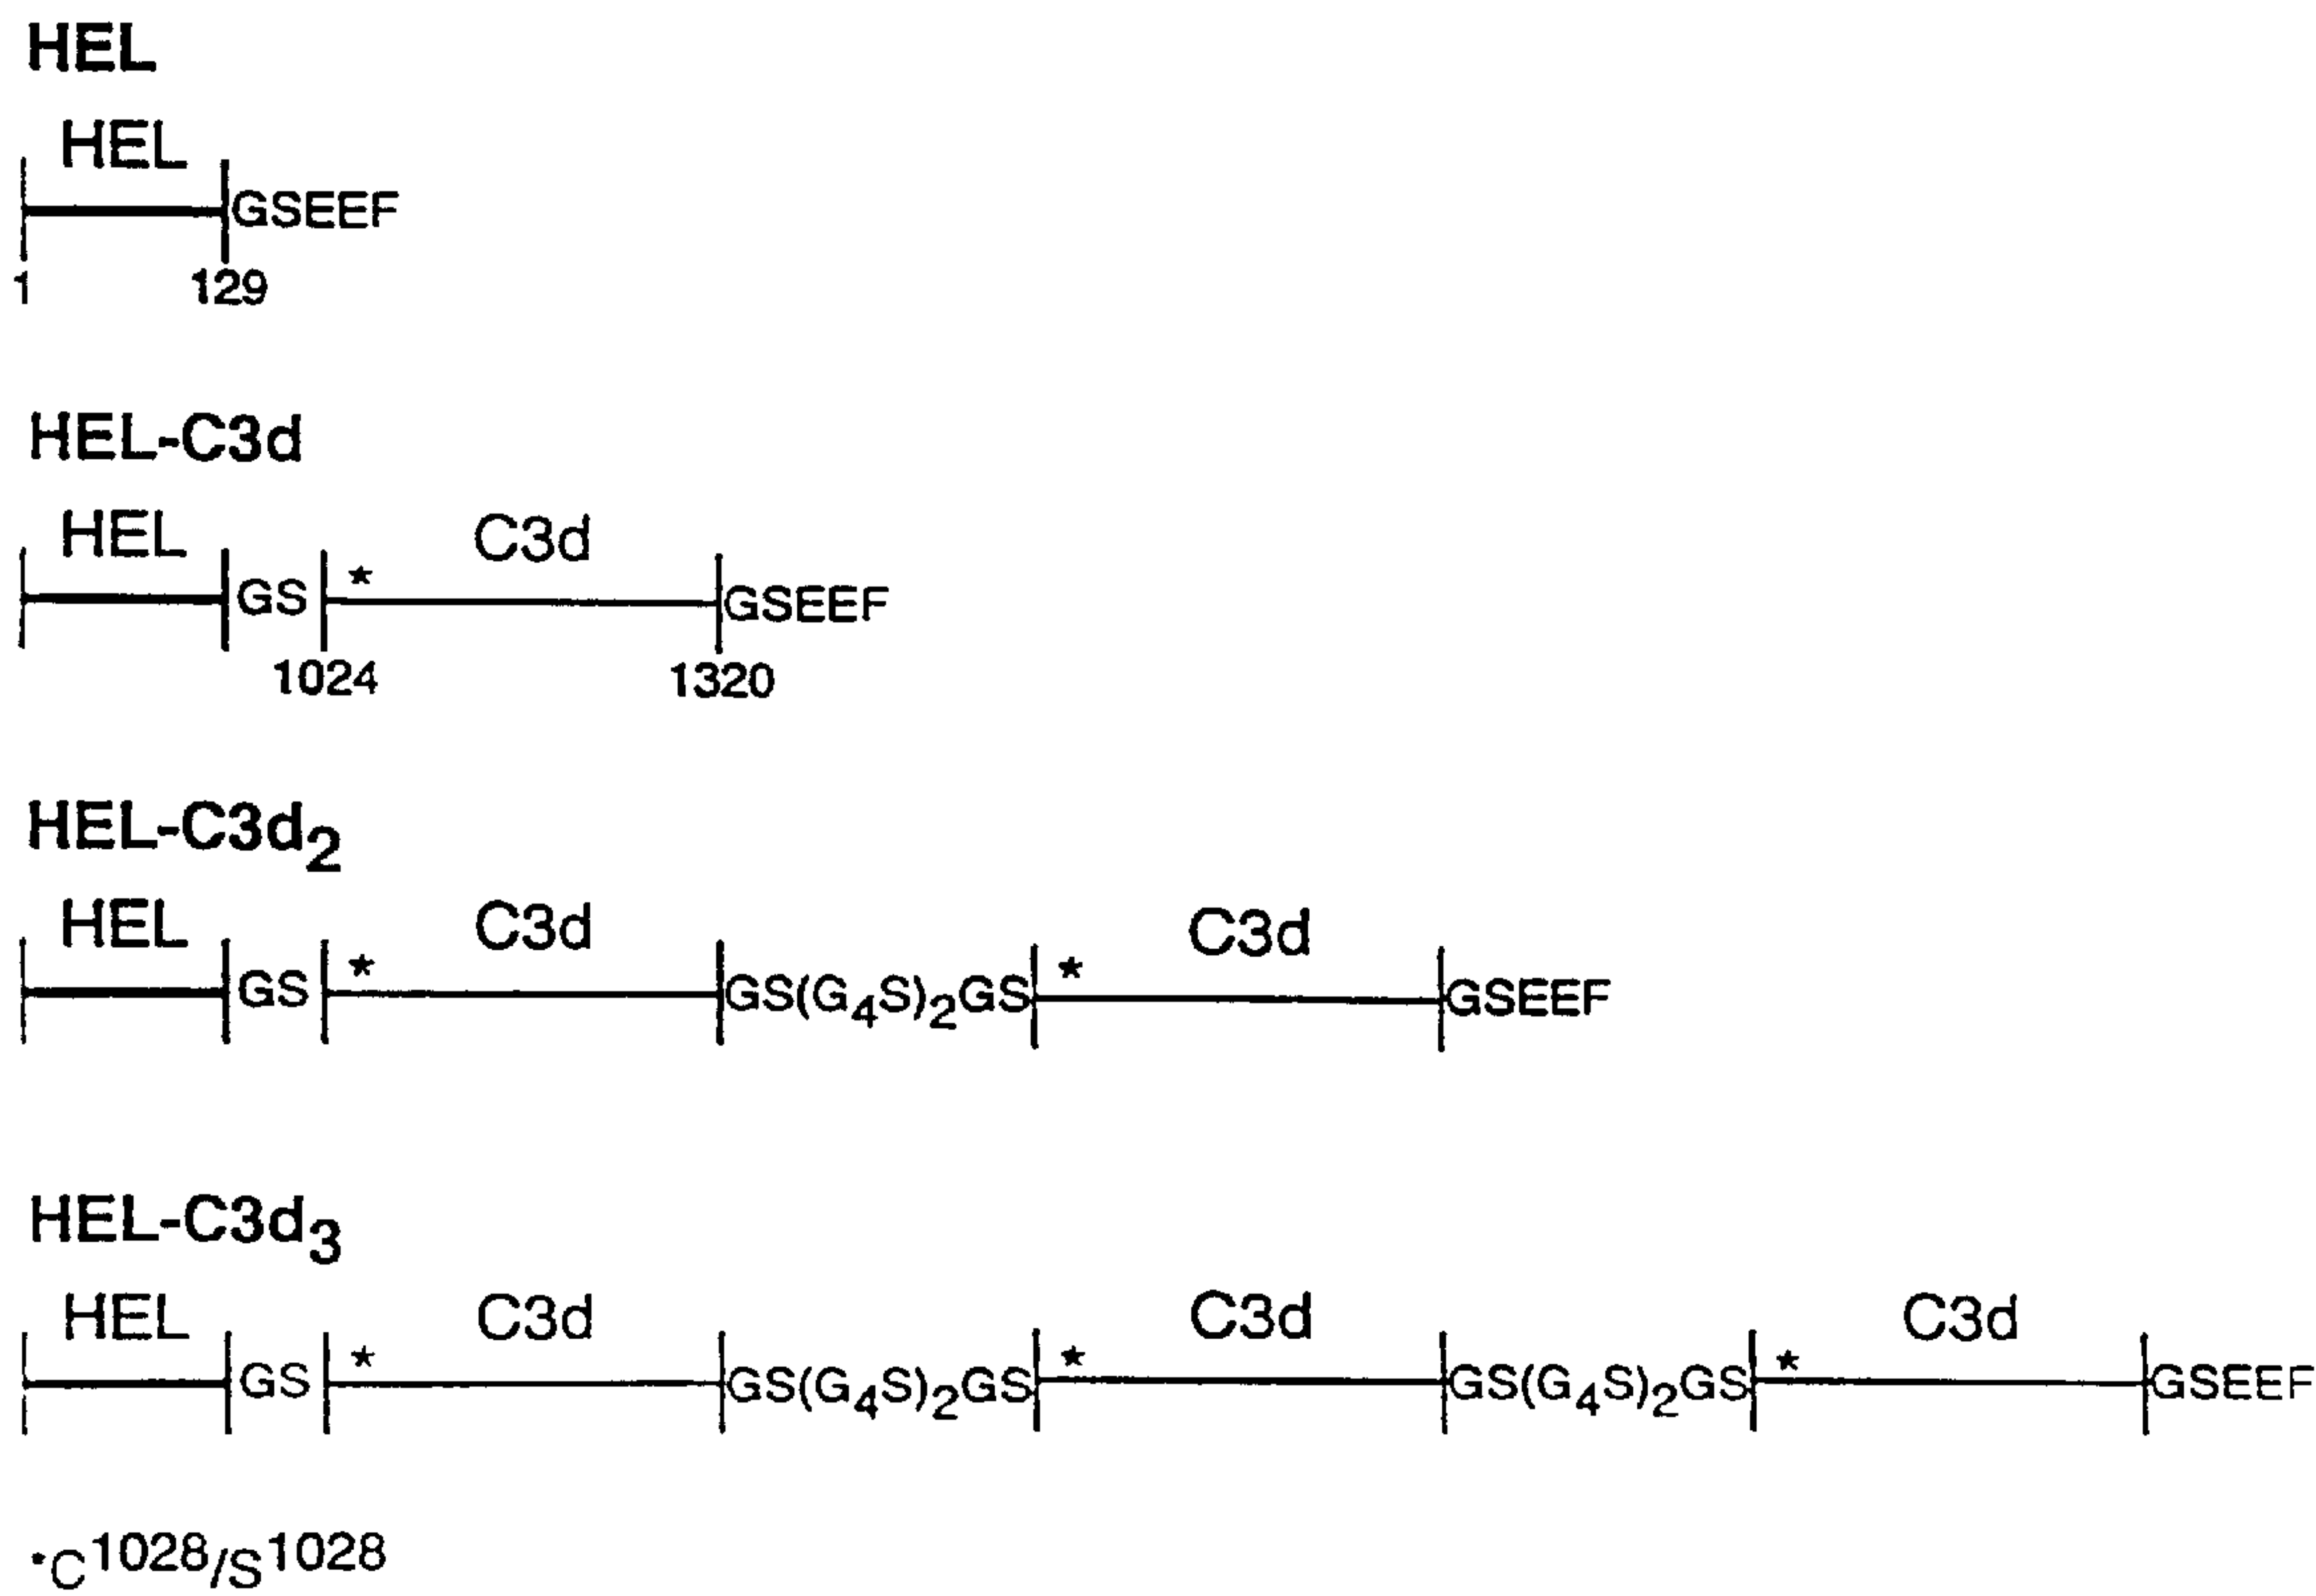 HEL
HEL
GSEEF
1 129
HEL-C3d
HEL C3d
GS * GSEEF
1024 1320
HEL-C3d₂
HEL C3d C3d
GS * GS(G₄S)₂GS * GSEEF
HEL-C3d₃
HEL C3d C3d C3d
GS * GS(G₄S)₂GS * GS(G₄S)₂GS * GSEEF
*C¹⁰²⁸/S¹⁰²⁸